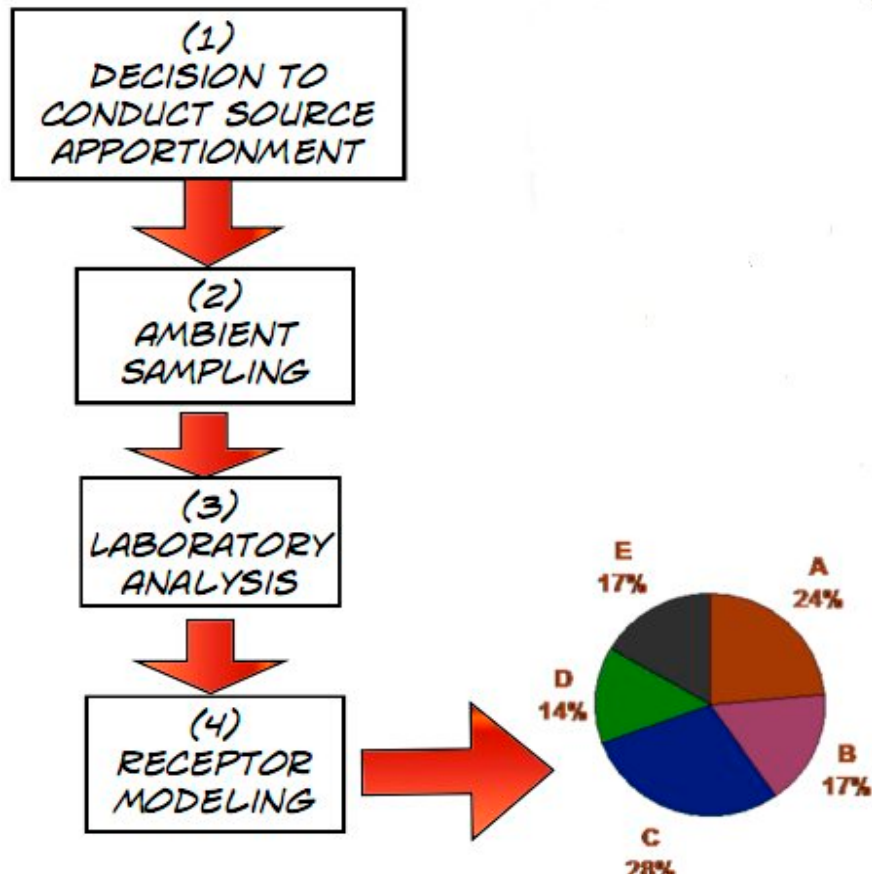 (1)
DECISION TO
CONDUCT SOURCE
APPORTIONMENT
(2)
AMBIENT
SAMPLING
(3)
LABORATORY
ANALYSIS
(4)
RECEPTOR
MODELING
E
17%
A
24%
D
14%
B
17%
C
28%